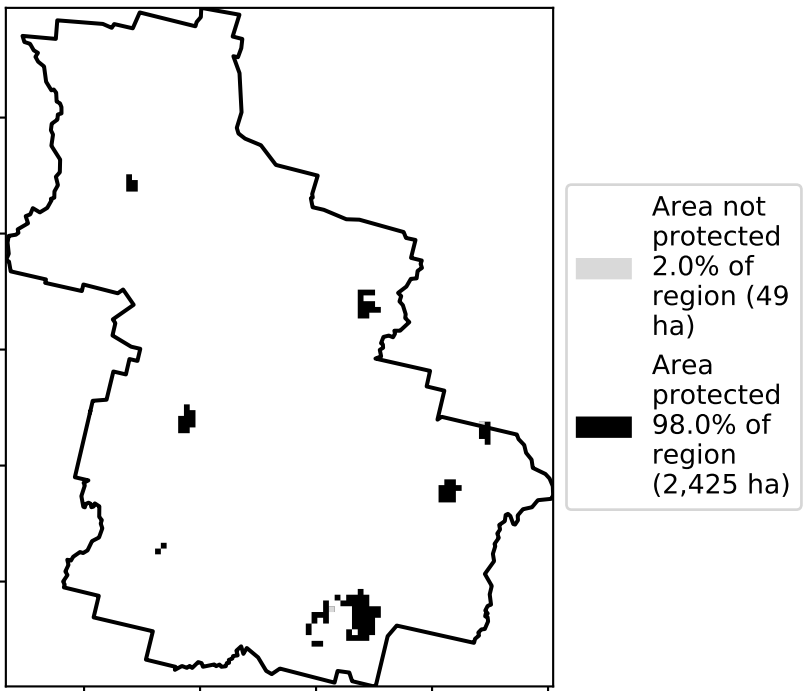 Area not
protected
2.0% of
region (49
ha)
Area
protected
98.0% of
region
(2,425 ha)